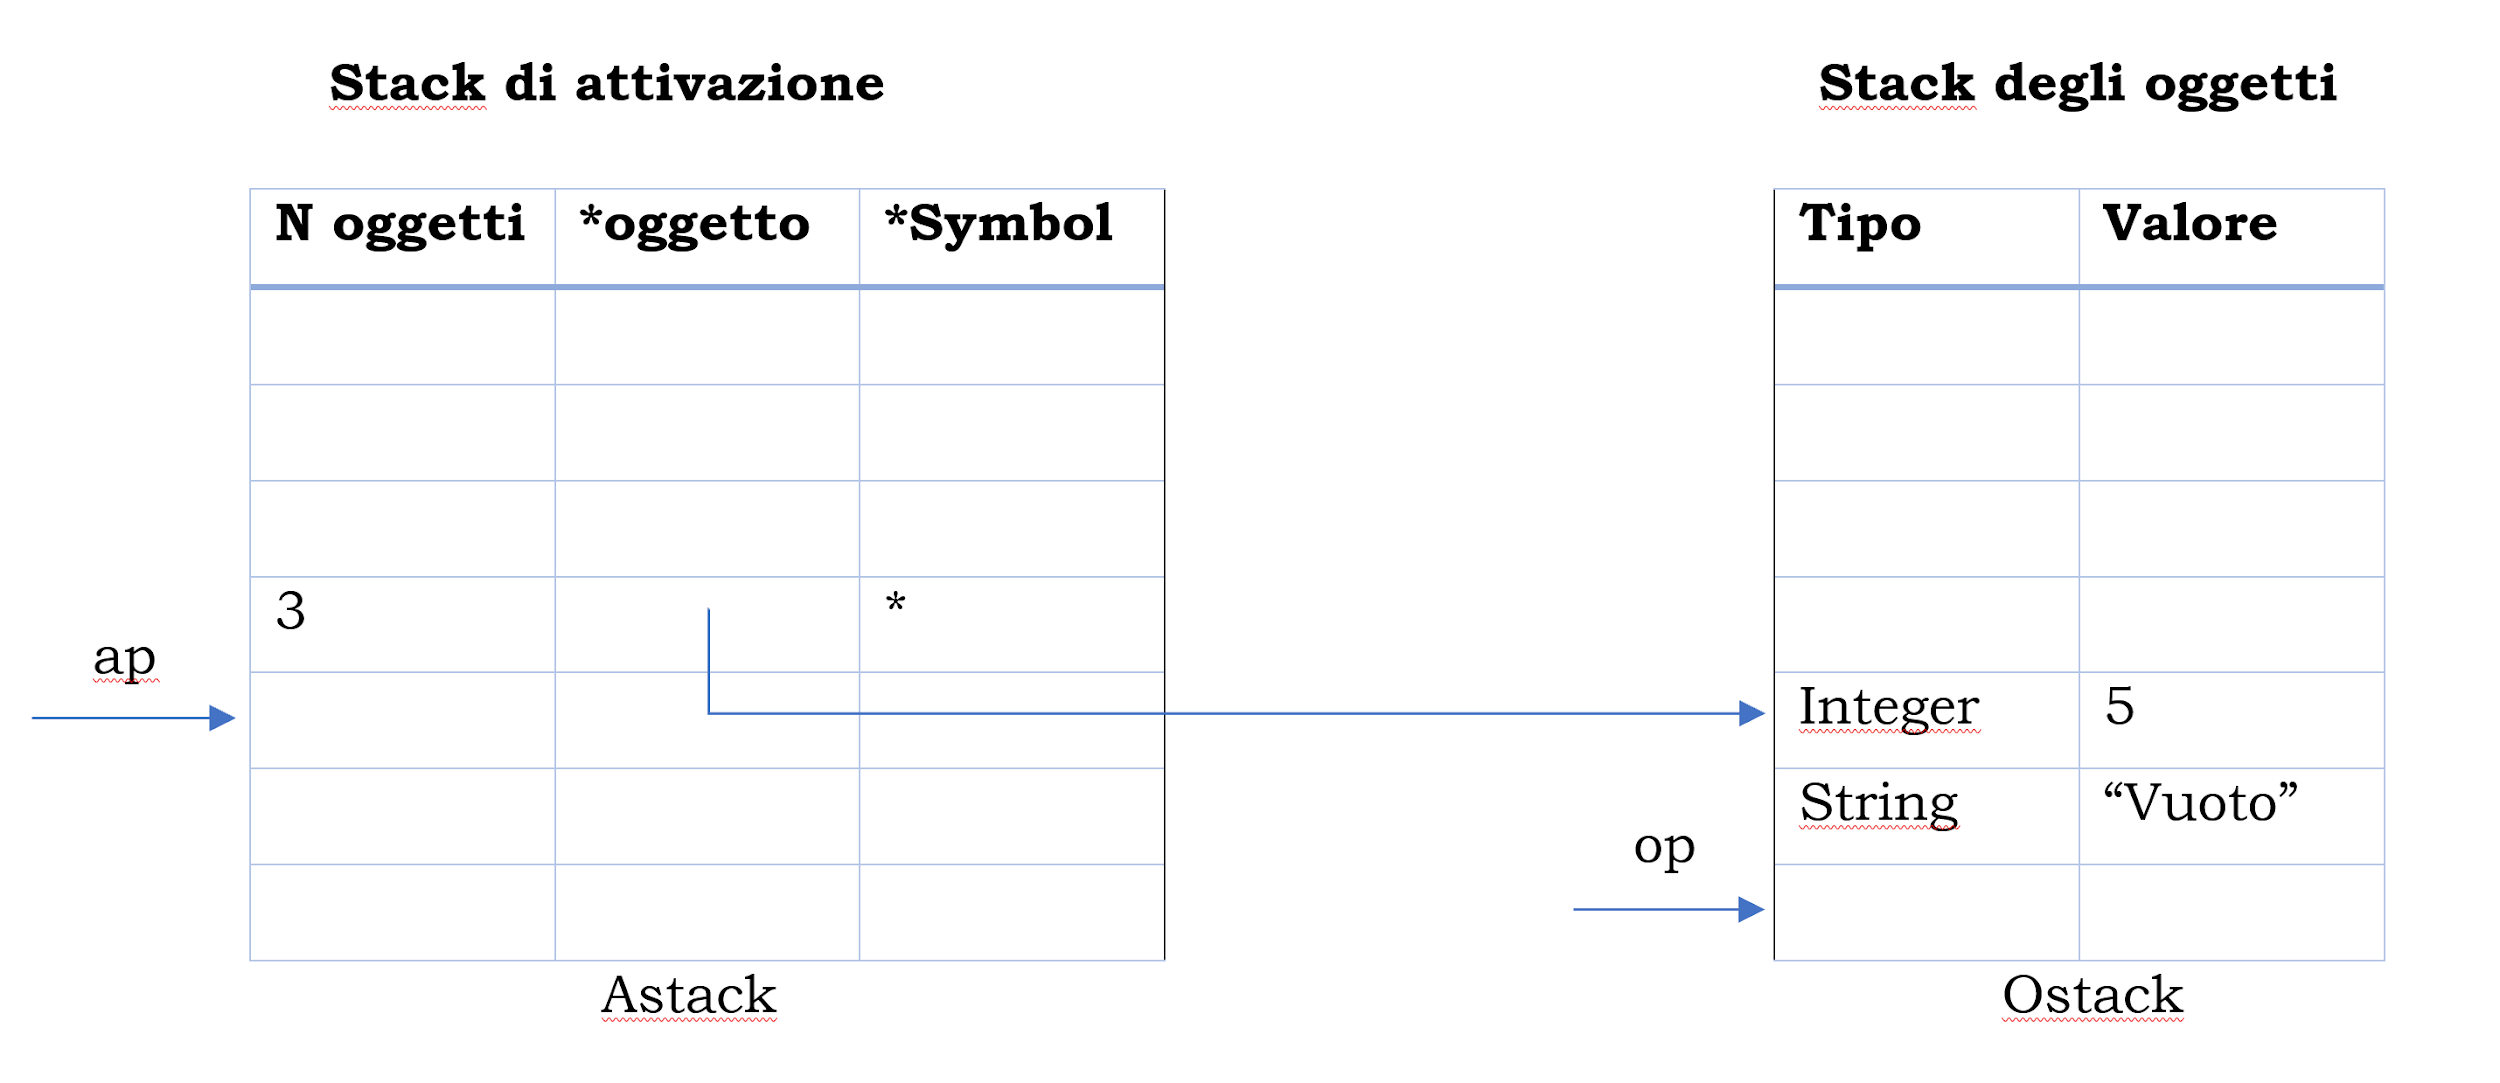 Stack di attivazione
Stack degli oggetti
N oggetti *oggetto *Symbol
Tipo Valore
3 *
ap
Integer 5
String “Vuoto”
op
Astack
Ostack